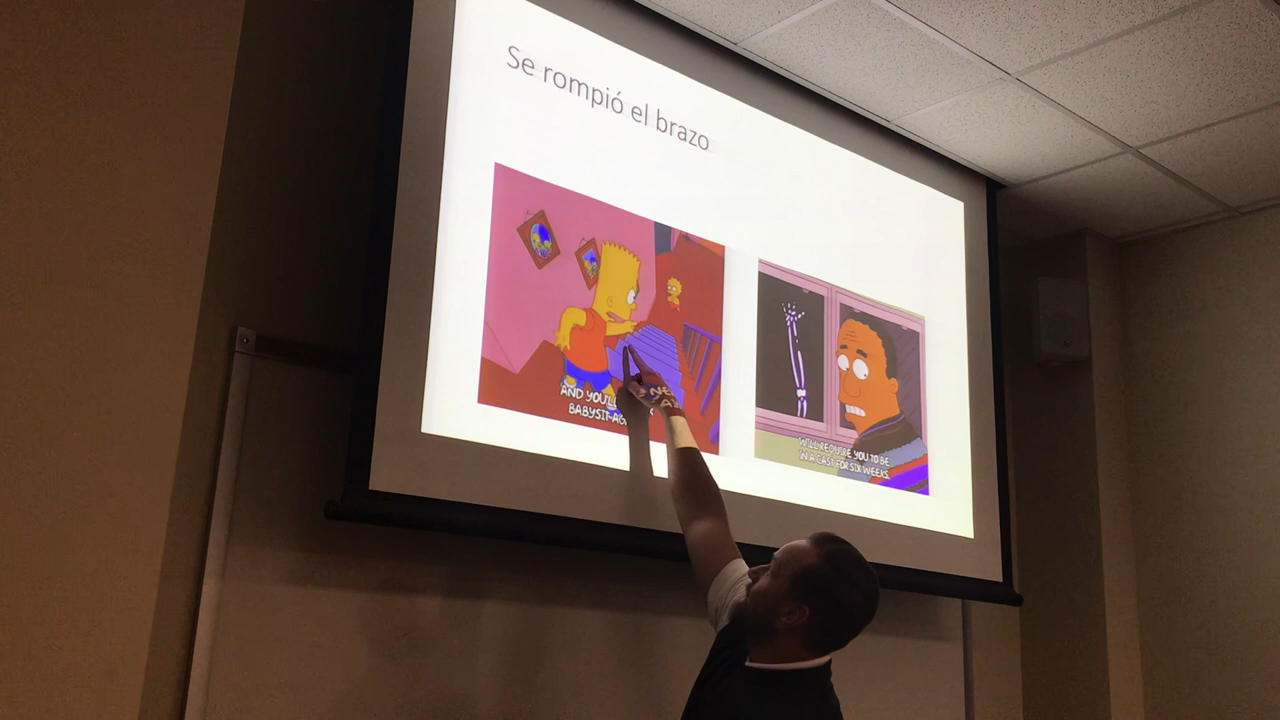 Se rompió el brazo
AND YOU'LL
BABYSIT
WILL REQUIRE YOU TO BE
IN A CAST FOR SIX WEEKS.